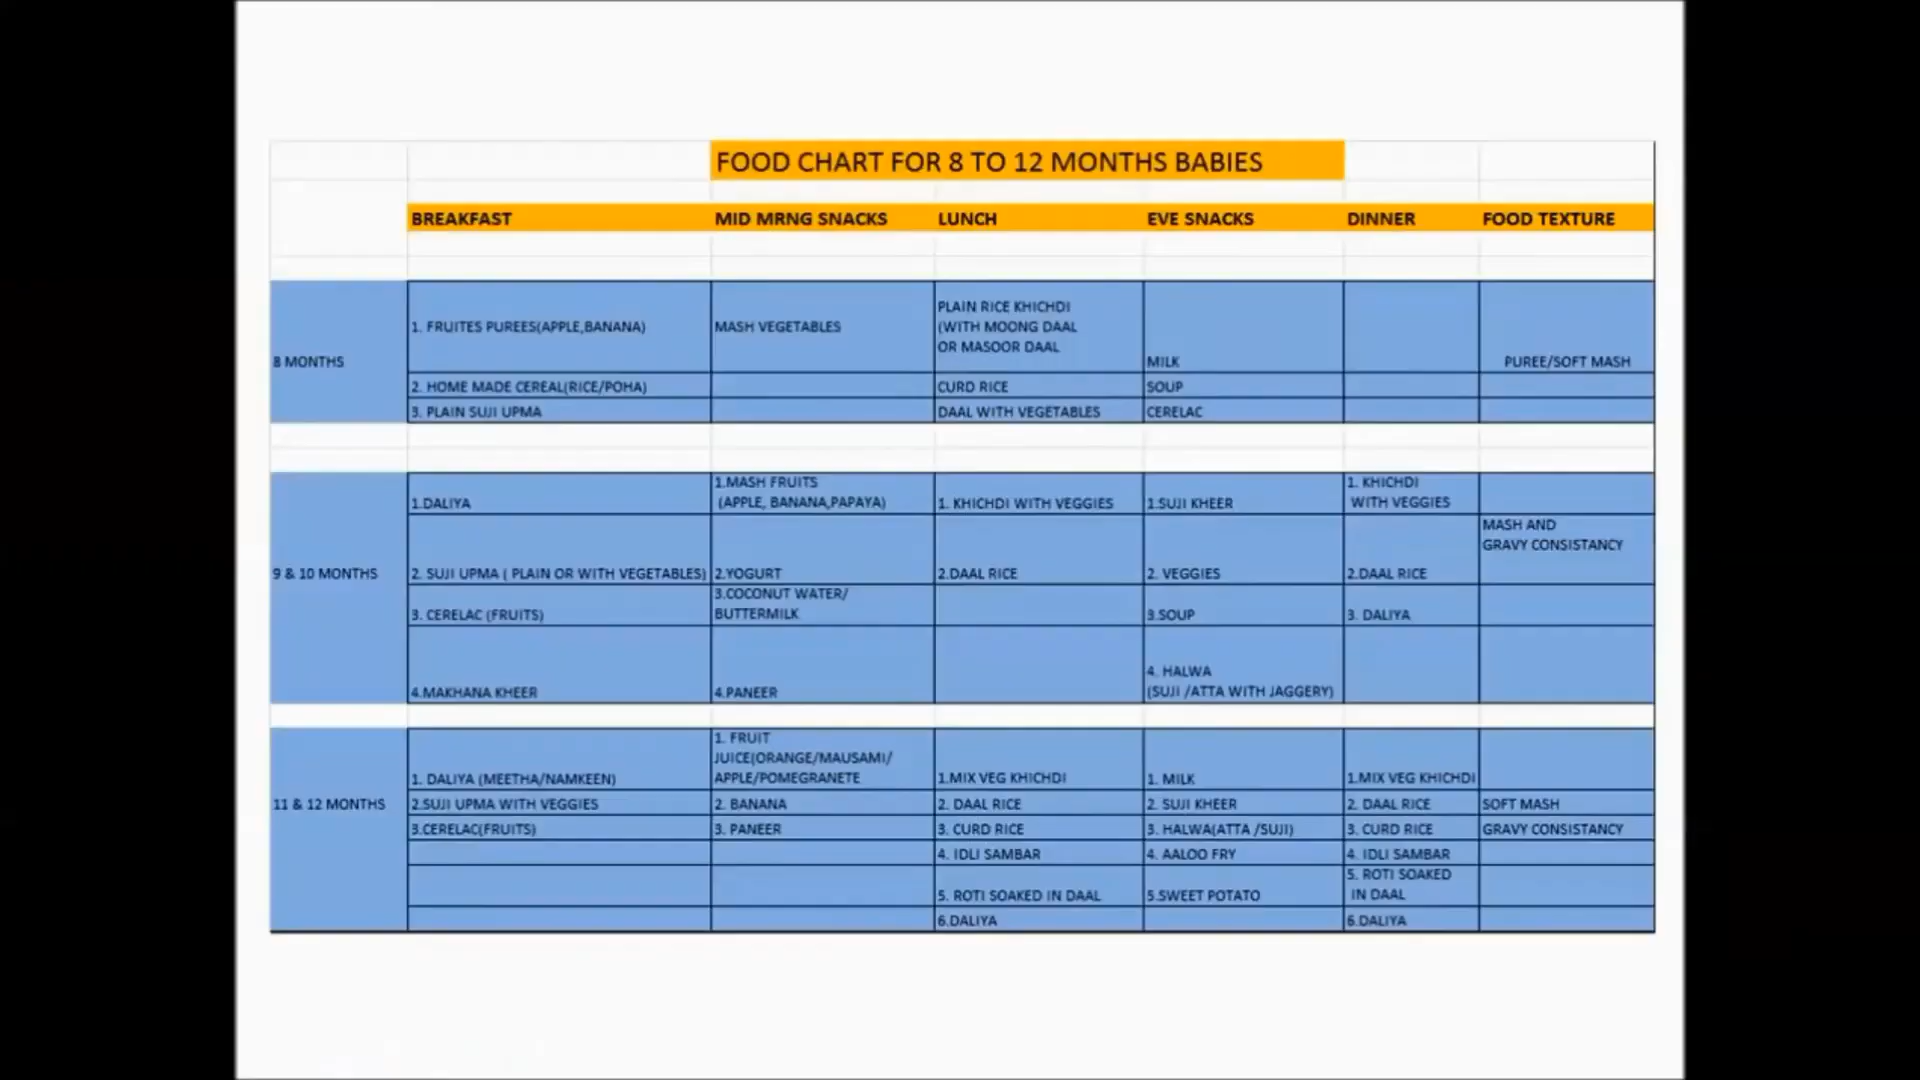 FOOD CHART FOR 8 TO 12 MONTHS BABIES
BREAKFAST MID MRNG SNACKS LUNCH EVE SNACKS DINNER FOOD TEXTURE
8 MONTHS
1. FRUITES PUREES(APPLE,BANANA)
MASH VEGETABLES
PLAIN RICE KHICHDI
(WITH MOONG DAAL
OR MASOOR DAAL
MILK
PUREE/SOFT MASH
2. HOME MADE CEREAL(RICE/POHA)
CURD RICE
SOUP
3. PLAIN SUJI UPMA
DAAL WITH VEGETABLES
CERELAC
9 & 10 MONTHS
1.DALIYA
1.MASH FRUITS
(APPLE, BANANA,PAPAYA)
1. KHICHDI WITH VEGGIES
1.SUJI KHEER
1. KHICHDI
WITH VEGGIES
2. SUJI UPMA ( PLAIN OR WITH VEGETABLES)
2.YOGURT
2.DAAL RICE
2. VEGGIES
2.DAAL RICE
MASH AND
GRAVY CONSISTANCY
3. CERELAC (FRUITS)
3.COCONUT WATER/
BUTTERMILK
3.SOUP
3. DALIYA
4.MAKHANA KHEER
4.PANEER
4. HALWA
(SUJI /ATTA WITH JAGGERY)
11 & 12 MONTHS
1. DALIYA (MEETHA/NAMKEEN)
1. FRUIT
JUICE(ORANGE/MAUSAMI/
APPLE/POMEGRANETE
1.MIX VEG KHICHDI
1. MILK
1.MIX VEG KHICHDI
2.SUJI UPMA WITH VEGGIES
2. BANANA
2. DAAL RICE
2. SUJI KHEER
2. DAAL RICE
SOFT MASH
3.CERELAC(FRUITS)
3. PANEER
3. CURD RICE
3. HALWA(ATTA /SUJI)
3. CURD RICE
GRAVY CONSISTANCY
4. IDLI SAMBAR
4. AALOO FRY
4. IDLI SAMBAR
5. ROTI SOAKED IN DAAL
5.SWEET POTATO
5. ROTI SOAKED
IN DAAL
6.DALIYA
6.DALIYA